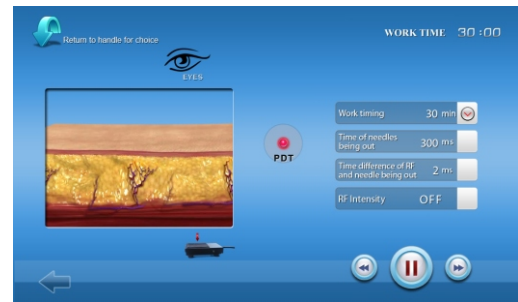 Return to handle for choice
WORK TIME 30:00
EYES
Work timing 30 min
Time of needles
being out 300 ms
PDT
Time difference of RF
and needle being out 2 ms
RF Intensity OFF